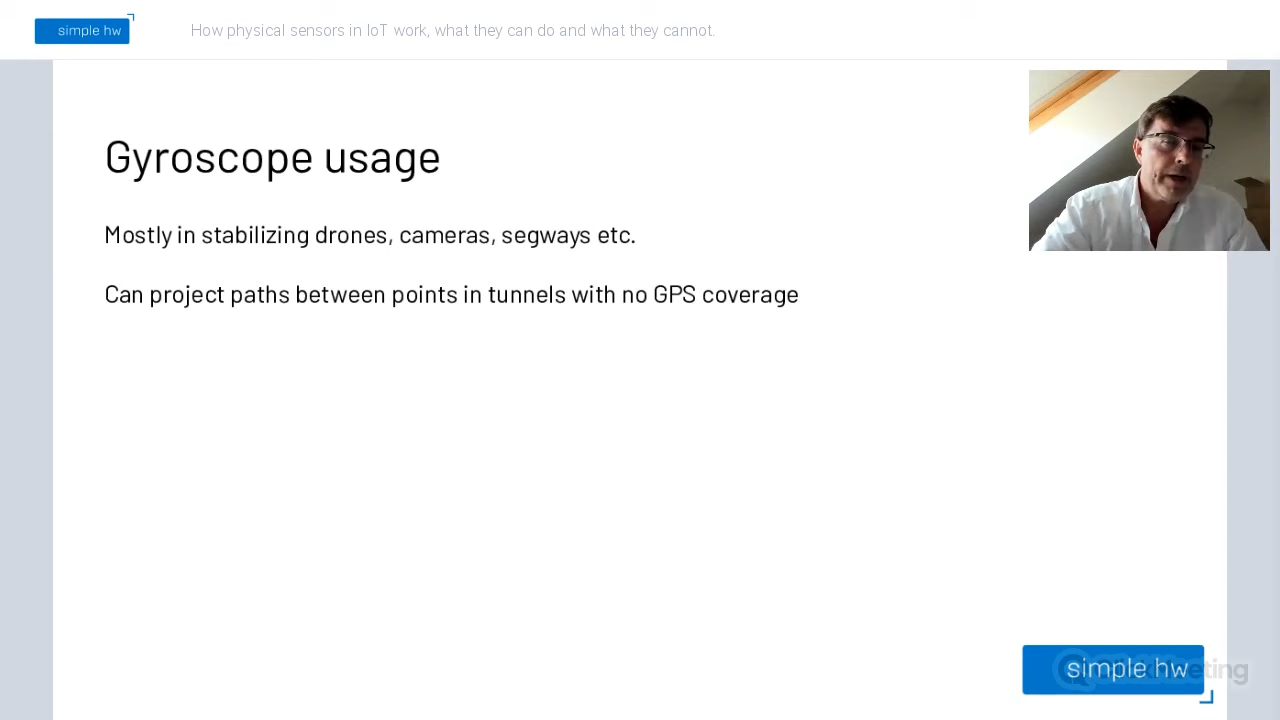 simple hw
How physical sensors in IoT work, what they can do and what they cannot.
Gyroscope usage
Mostly in stabilizing drones, cameras, segways etc.
Can project paths between points in tunnels with no GPS coverage
simple hw
ClickMeeting